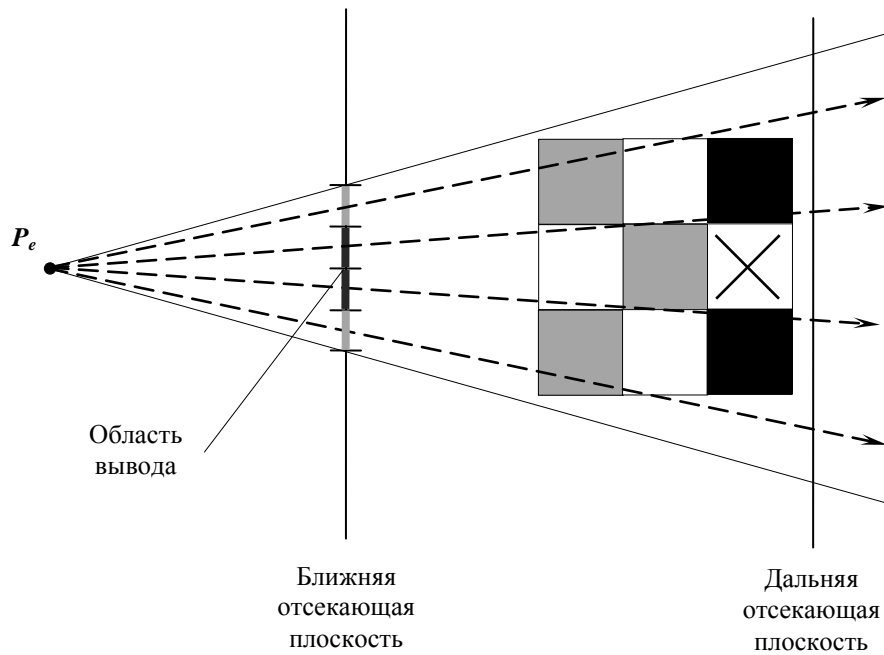 P_e
Область
вывода
Ближняя
отсекающая
плоскость
Дальняя
отсекающая
плоскость